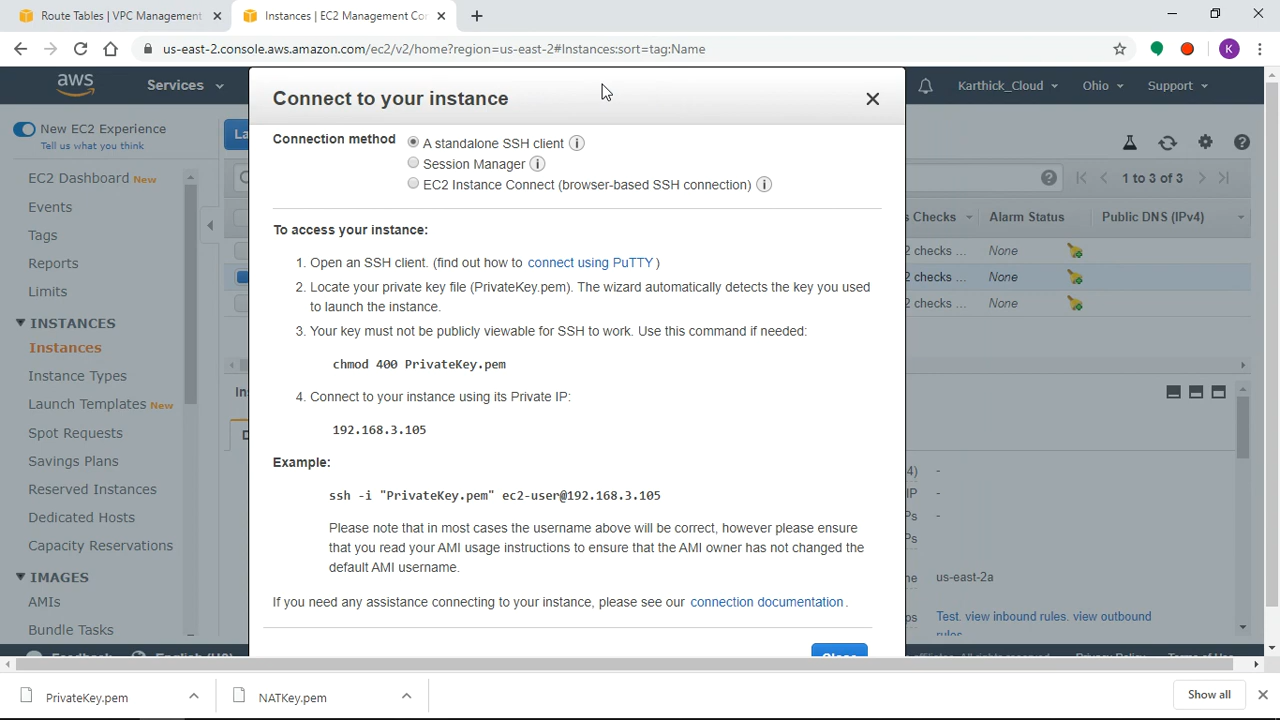 Route Tables | VPC Management
Instances | EC2 Management Co
us-east-2.console.aws.amazon.com/ec2/v2/home?region=us-east-2#Instances:sort=tag:Name
K
aws
Services
Karthick_Cloud
Ohio
Support
New EC2 Experience
Tell us what you think
EC2 Dashboard New
Events
Tags
Reports
Limits
INSTANCES
Instances
Instance Types
Launch Templates New
Spot Requests
Savings Plans
Reserved Instances
Dedicated Hosts
Capacity Reservations
IMAGES
AMIs
Bundle Tasks
Connect to your instance
Connection method
A standalone SSH client
Session Manager
EC2 Instance Connect (browser-based SSH connection)
To access your instance:
1. Open an SSH client. (find out how to connect using PuTTY)
2. Locate your private key file (PrivateKey.pem). The wizard automatically detects the key you used
to launch the instance.
3. Your key must not be publicly viewable for SSH to work. Use this command if needed:
chmod 400 PrivateKey.pem
4. Connect to your instance using its Private IP:
192.168.3.105
Example:
ssh -i "PrivateKey.pem" ec2-user@192.168.3.105
Please note that in most cases the username above will be correct, however please ensure
that you read your AMI usage instructions to ensure that the AMI owner has not changed the
default AMI username.
If you need any assistance connecting to your instance, please see our connection documentation.
Close
1 to 3 of 3
s Checks
Alarm Status
Public DNS (IPv4)
2 checks ...
None
2 checks ...
None
2 checks ...
None
us-east-2a
Test. view inbound rules. view outbound
rules
Feedback
English (US)
Privacy Policy
Terms of Use
PrivateKey.pem
NATKey.pem
Show all